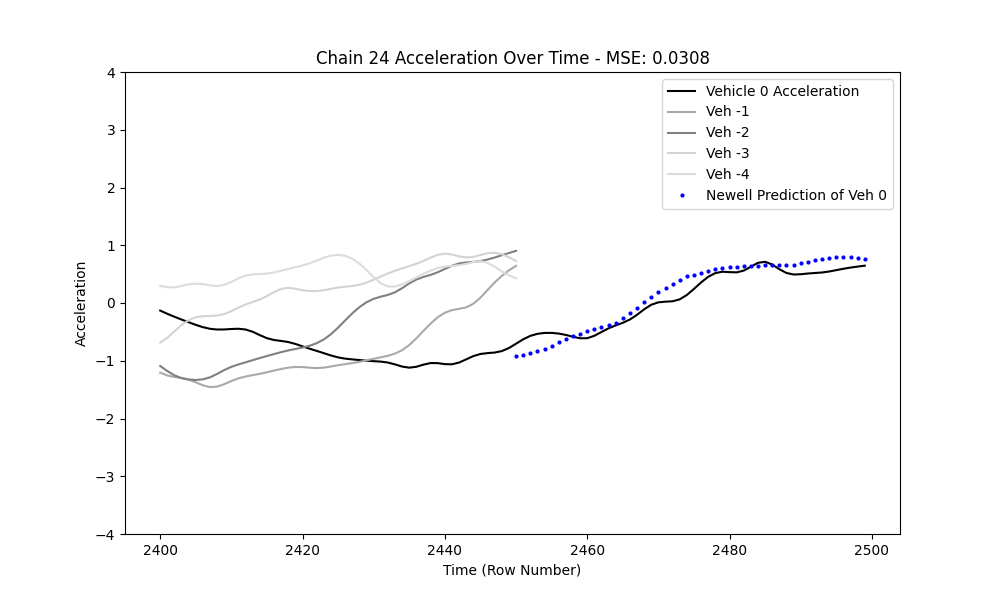 Chain 24 Acceleration Over Time - MSE: 0.0308
4
3
2
1
0
−1
−2
−3
−4
Acceleration
Vehicle 0 Acceleration
Veh -1
Veh -2
Veh -3
Veh -4
Newell Prediction of Veh 0
2400 2420 2440 2460 2480 2500
Time (Row Number)